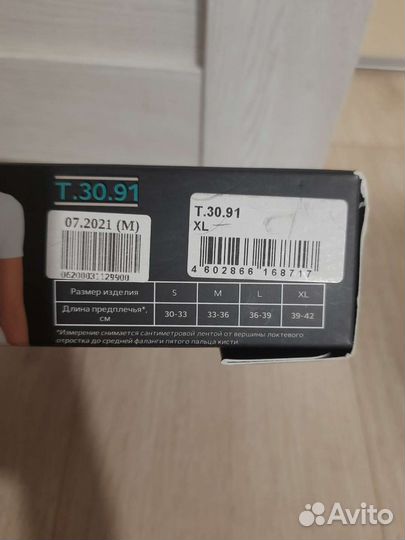 T.30.91
07.2021 (М)
06200031129900
T.30.91
XL
4 602866 168717
Размер изделия S M L XL
Длина предплечья*, см 30-33 33-36 36-39 39-42
*Измерение снимается сантиметровой лентой от вершины локтевого
отростка до средней фаланги пятого пальца кисти.
Avito